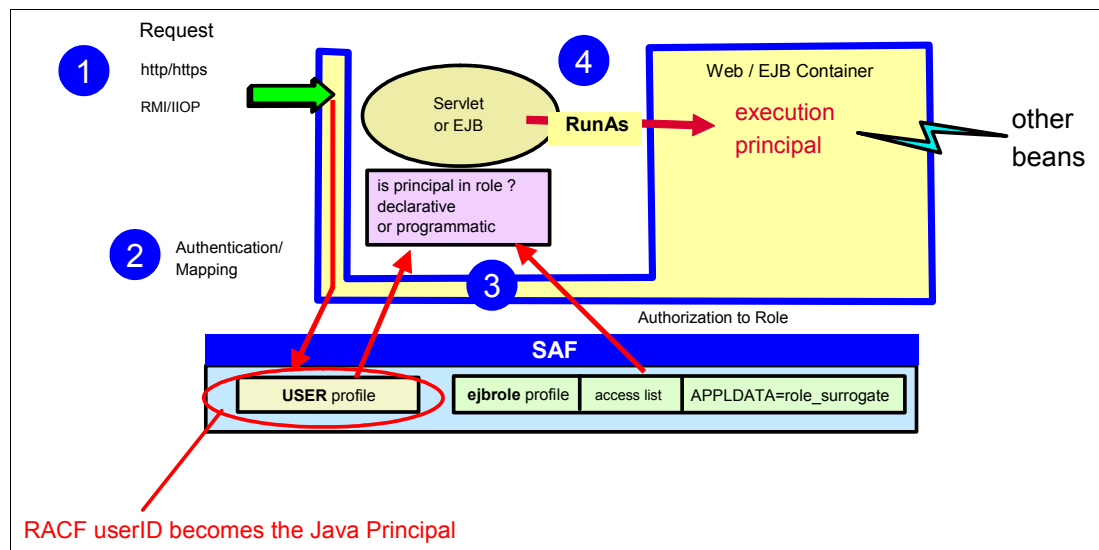 Request
1
http/https
RMI/IIOP
Servlet
or EJB
4
RunAs
Web / EJB Container
execution
principal
other
beans
is principal in role ?
declarative
or programmatic
2
Authentication/
Mapping
3
Authorization to Role
SAF
USER profile
ejbrole profile
access list
APPLDATA=role_surrogate
RACF userID becomes the Java Principal